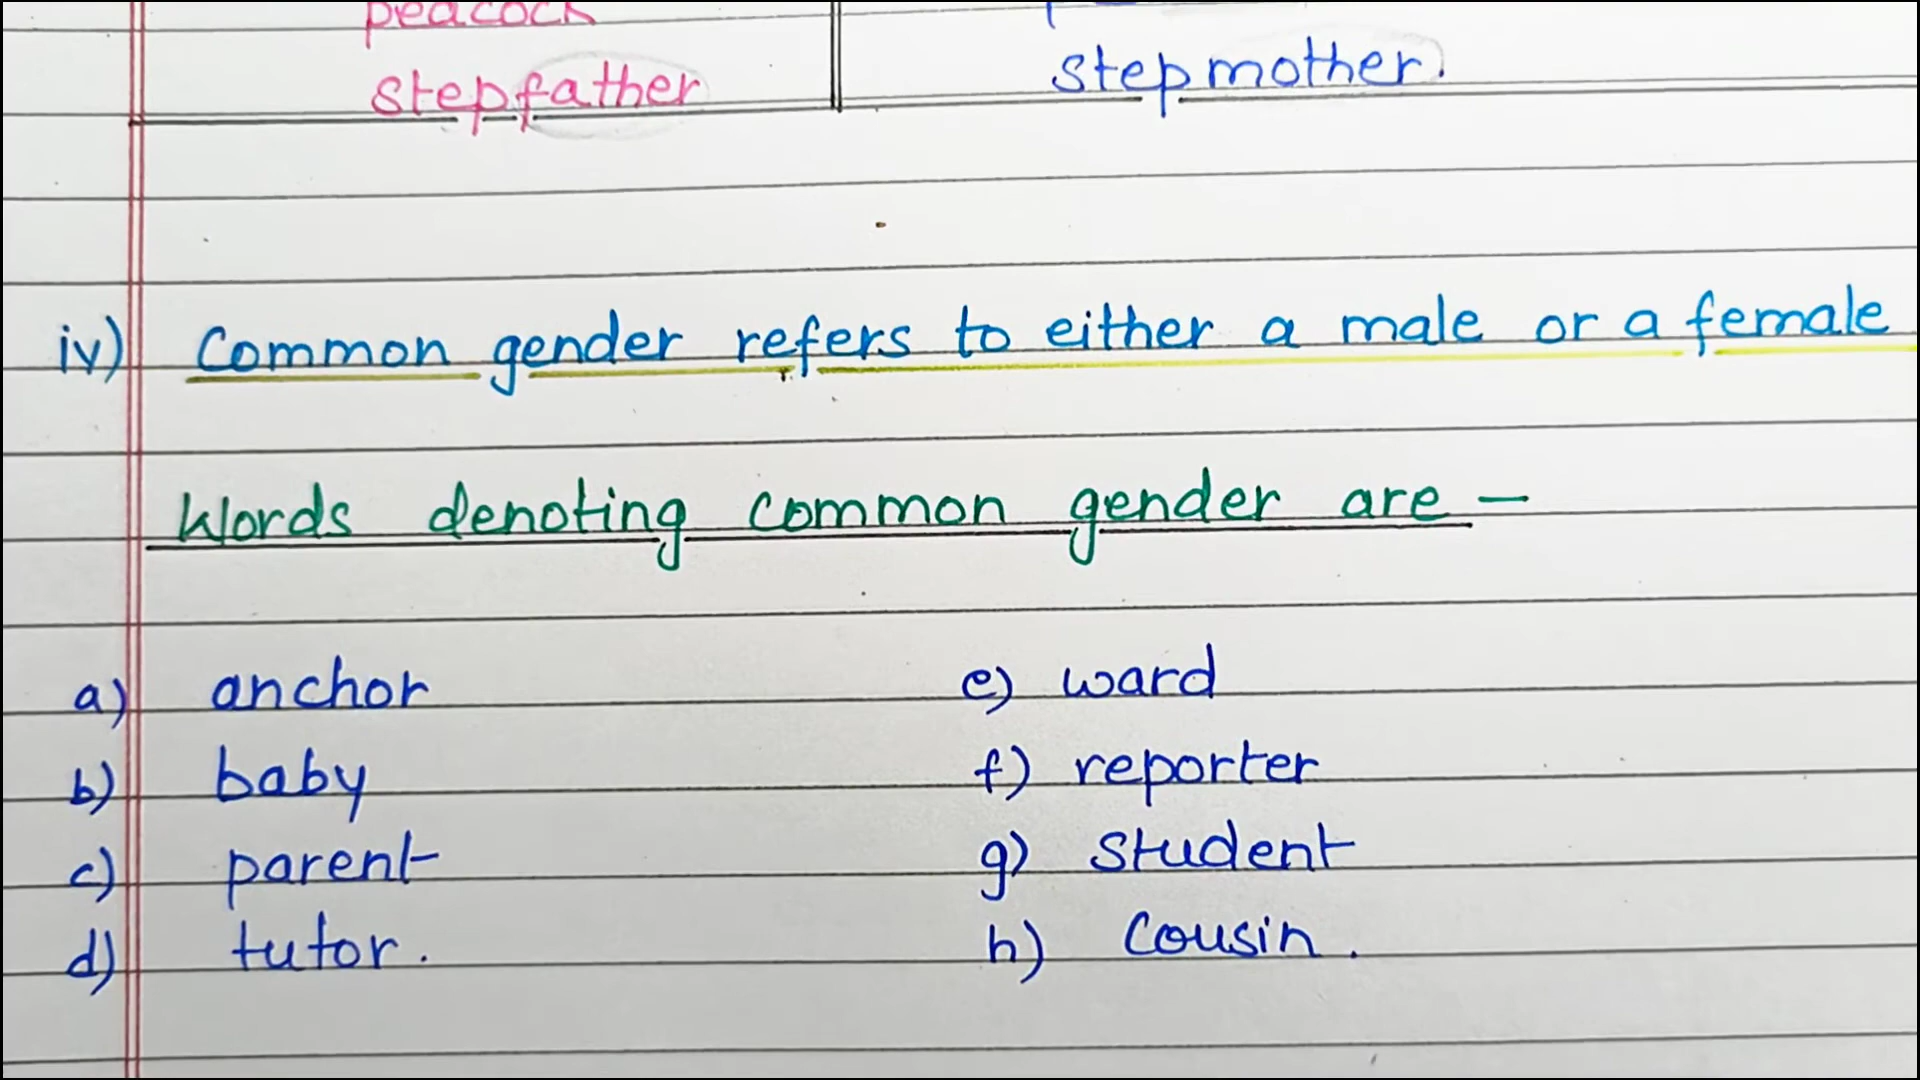 peacock
stepfather stepmother.
iv) Common gender refers to either a male or a female
Words denoting common gender are –
a) anchor e) ward
b) baby f) reporter
c) parent g) student
d) tutor. h) Cousin.